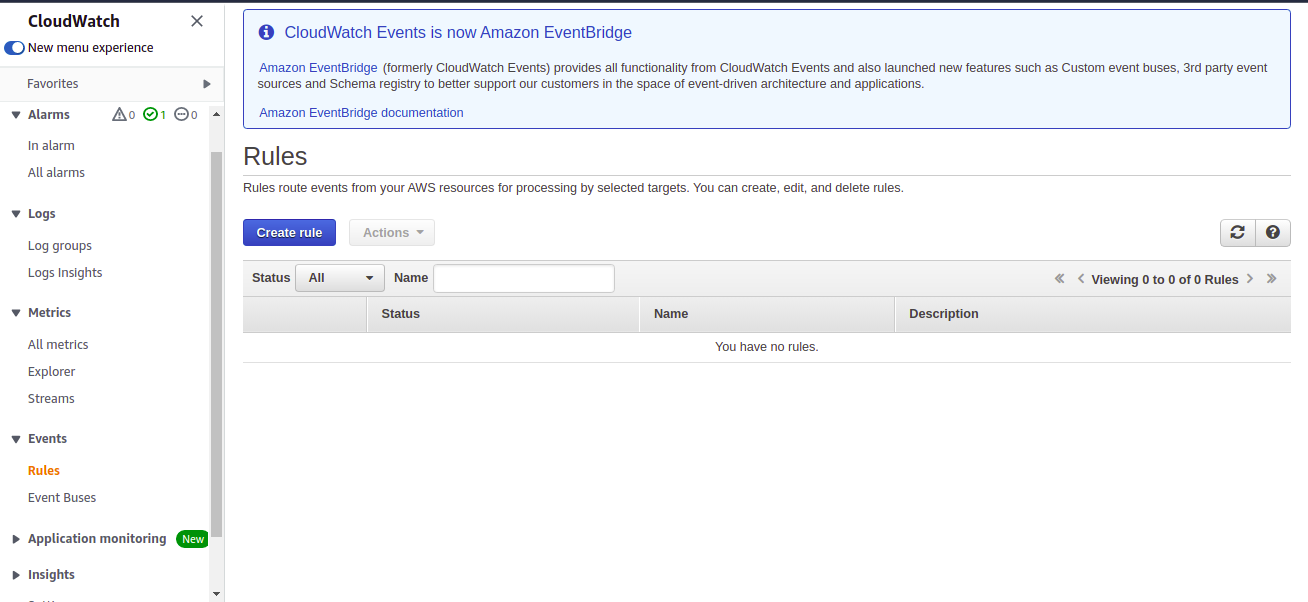 CloudWatch
New menu experience
Favorites
Alarms 0 1 0
In alarm
All alarms
Logs
Log groups
Logs Insights
Metrics
All metrics
Explorer
Streams
Events
Rules
Event Buses
Application monitoring New
Insights
CloudWatch Events is now Amazon EventBridge
Amazon EventBridge (formerly CloudWatch Events) provides all functionality from CloudWatch Events and also launched new features such as Custom event buses, 3rd party event
sources and Schema registry to better support our customers in the space of event-driven architecture and applications.
Amazon EventBridge documentation
Rules
Rules route events from your AWS resources for processing by selected targets. You can create, edit, and delete rules.
Create rule Actions
Status All Name Viewing 0 to 0 of 0 Rules
Status Name Description
You have no rules.